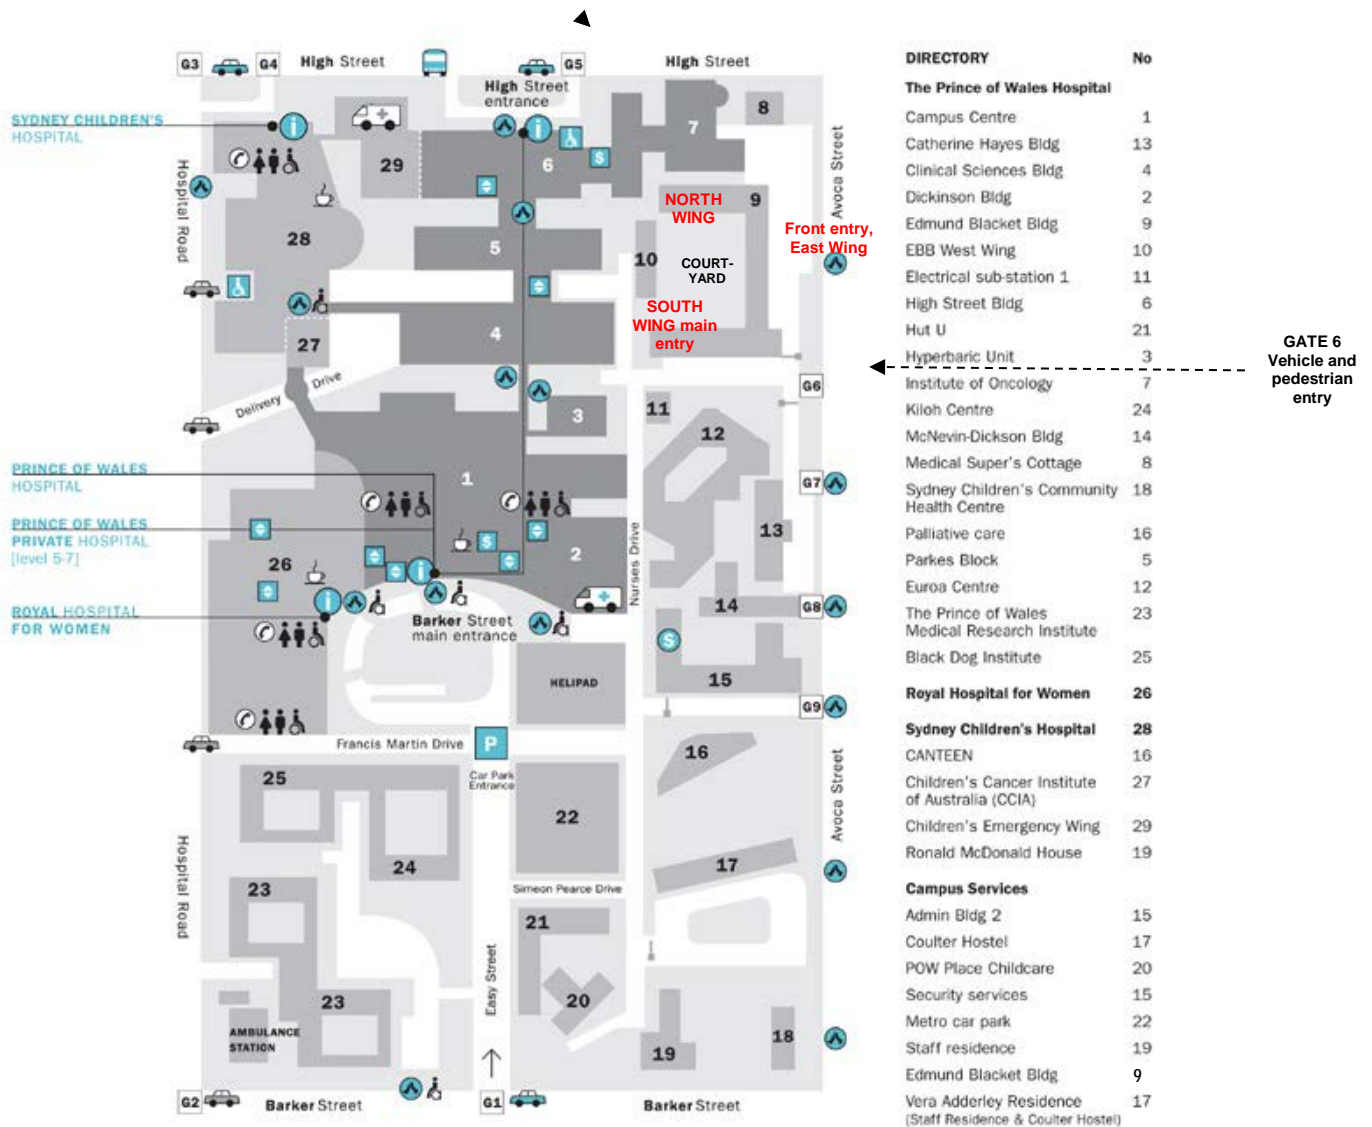 G3
G4
High Street
G5
High Street
High Street
entrance
SYDNEY CHILDREN'S
HOSPITAL
Hospital Road
29
6
7
8
Avoca Street
NORTH
WING
9
Front entry,
East Wing
28
5
10
COURT-
YARD
SOUTH
WING main
entry
4
27
Delivery Drive
G6
GATE 6
Vehicle and
pedestrian
entry
3
11
12
PRINCE OF WALES
HOSPITAL
1
G7
PRINCE OF WALES
PRIVATE HOSPITAL
[level 5-7]
13
26
2
Nurses Drive
ROYAL HOSPITAL
FOR WOMEN
Barker Street
main entrance
14
G8
HELIPAD
15
G9
Francis Martin Drive
P
Car Park
Entrance
16
25
22
Avoca Street
24
17
Hospital Road
23
Simeon Pearce Drive
21
Easy Street
23
20
AMBULANCE
STATION
19
18
G2
Barker Street
G1
Barker Street
DIRECTORY No
The Prince of Wales Hospital
Campus Centre 1
Catherine Hayes Bldg 13
Clinical Sciences Bldg 4
Dickinson Bldg 2
Edmund Blacket Bldg 9
EBB West Wing 10
Electrical sub-station 1 11
High Street Bldg 6
Hut U 21
Hyperbaric Unit 3
Institute of Oncology 7
Kiloh Centre 24
McNevin-Dickson Bldg 14
Medical Super's Cottage 8
Sydney Children's Community 18
Health Centre
Palliative care 16
Parkes Block 5
Euroa Centre 12
The Prince of Wales 23
Medical Research Institute
Black Dog Institute 25
Royal Hospital for Women 26
Sydney Children's Hospital 28
CANTEEN 16
Children's Cancer Institute 27
of Australia (CCIA)
Children's Emergency Wing 29
Ronald McDonald House 19
Campus Services
Admin Bldg 2 15
Coulter Hostel 17
POW Place Childcare 20
Security services 15
Metro car park 22
Staff residence 19
Edmund Blacket Bldg 9
Vera Adderley Residence 17
(Staff Residence & Coulter Hostel)